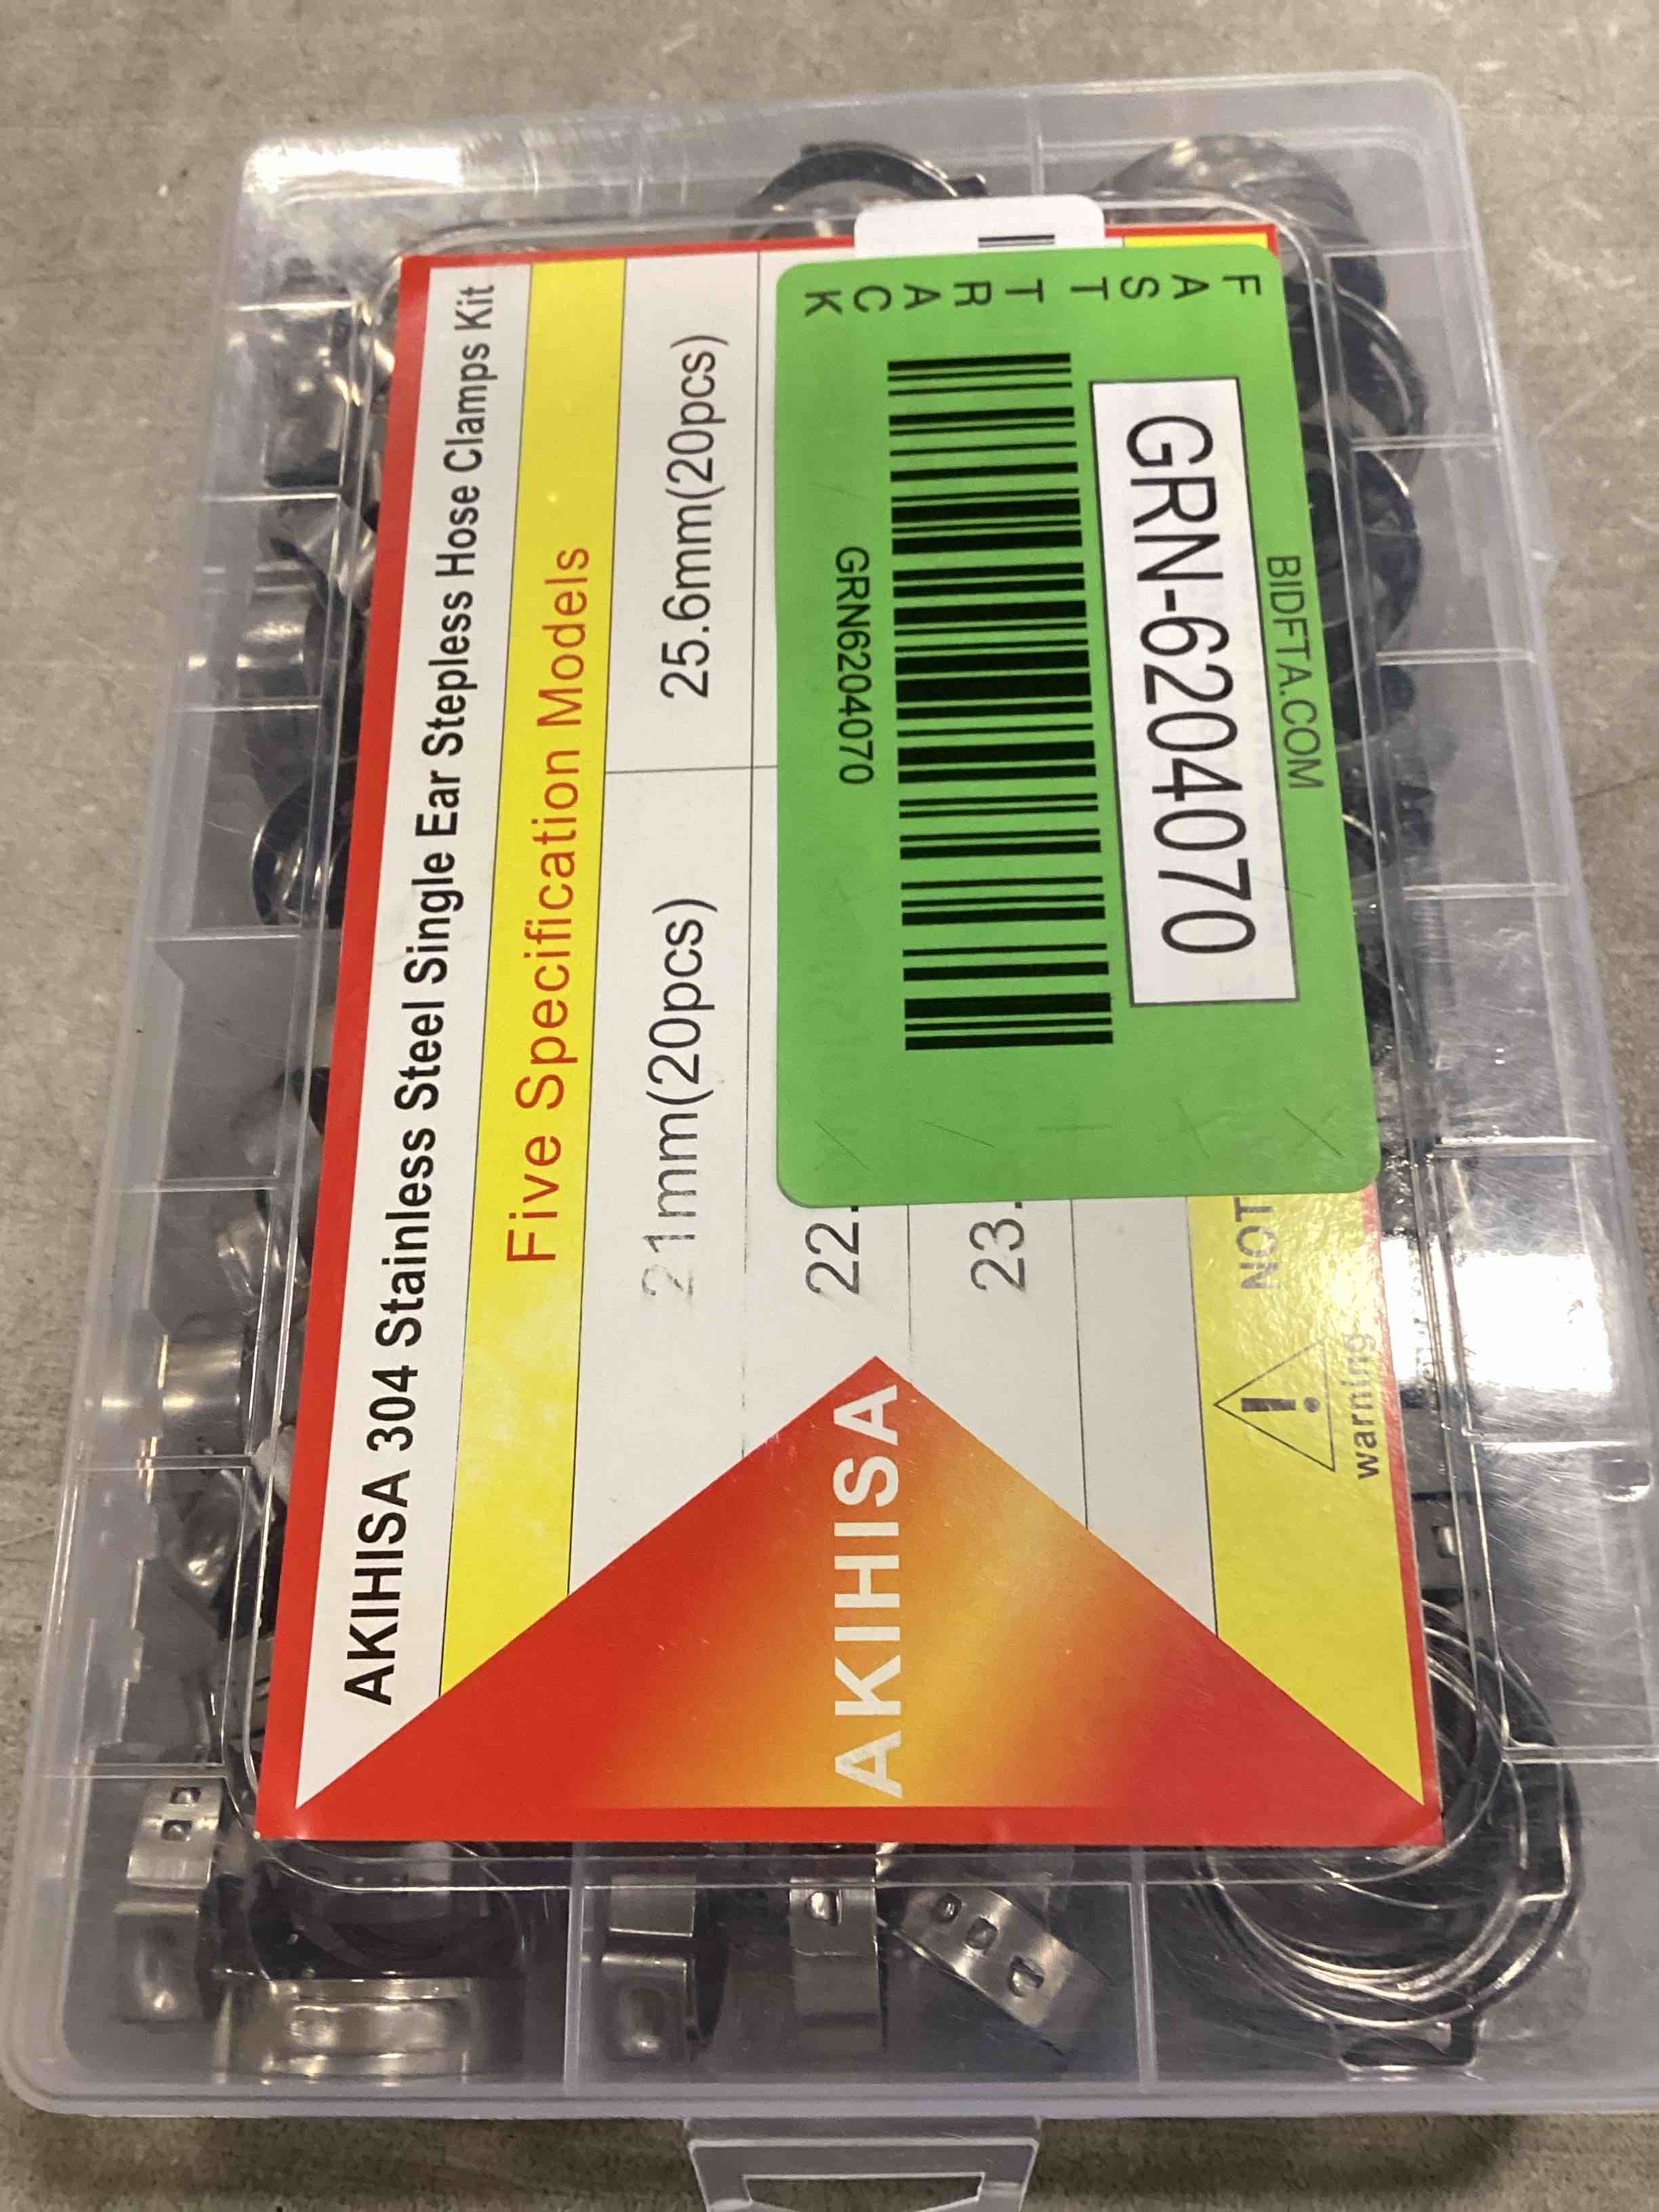 AKIHISA 304 Stainless Steel Single Ear Stepless Hose Clamps Kit
Five Specification Models
21mm(20pcs)
25.6mm(20pcs)
22.
23.
AKIHISA
warning
NOT
FAST TRACK
BIDFTA.COM
GRN-6204070
GRN6204070